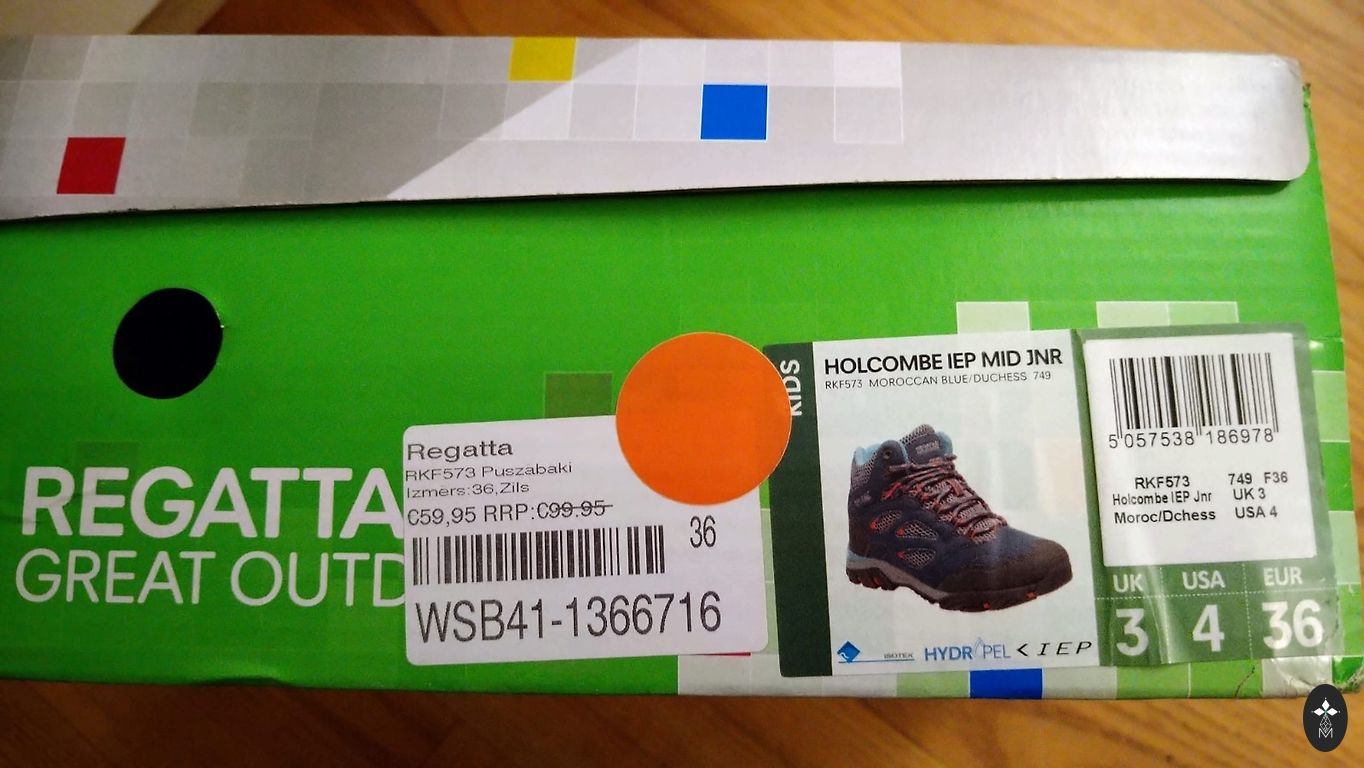 REGATTA
GREAT OUTD
Regatta
RKF573 Puszabaki
Izmērs:36,Zils
€59,95 RRP:€99,95
36
WSB41-1366716
KIDS
HOLCOMBE IEP MID JNR
RKF573 MOROCCAN BLUE/DUCHESS 749
ISOTEK HYDROPEL <IEP
5 057538 186978
RKF573 749 F36
Holcombe IEP Jnr UK 3
Moroc/Dchess USA 4
UK USA EUR
3 4 36
M